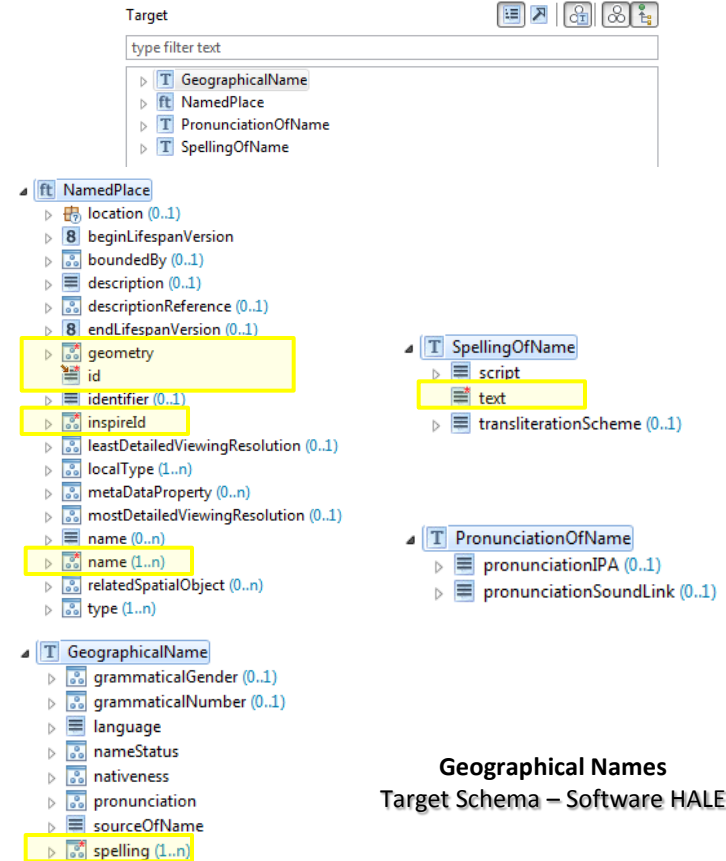 Target
type filter text
T GeographicalName
ft NamedPlace
T PronunciationOfName
T SpellingOfName
ft NamedPlace
location (0..1)
8 beginLifespanVersion
boundedBy (0..1)
description (0..1)
descriptionReference (0..1)
8 endLifespanVersion (0..1)
geometry
id
identifier (0..1)
inspireId
leastDetailedViewingResolution (0..1)
localType (1..n)
metaDataProperty (0..n)
mostDetailedViewingResolution (0..1)
name (0..n)
name (1..n)
relatedSpatialObject (0..n)
type (1..n)
T SpellingOfName
script
text
transliterationScheme (0..1)
T PronunciationOfName
pronunciationIPA (0..1)
pronunciationSoundLink (0..1)
T GeographicalName
grammaticalGender (0..1)
grammaticalNumber (0..1)
language
nameStatus
nativeness
pronunciation
sourceOfName
spelling (1..n)
Geographical Names
Target Schema – Software HALE